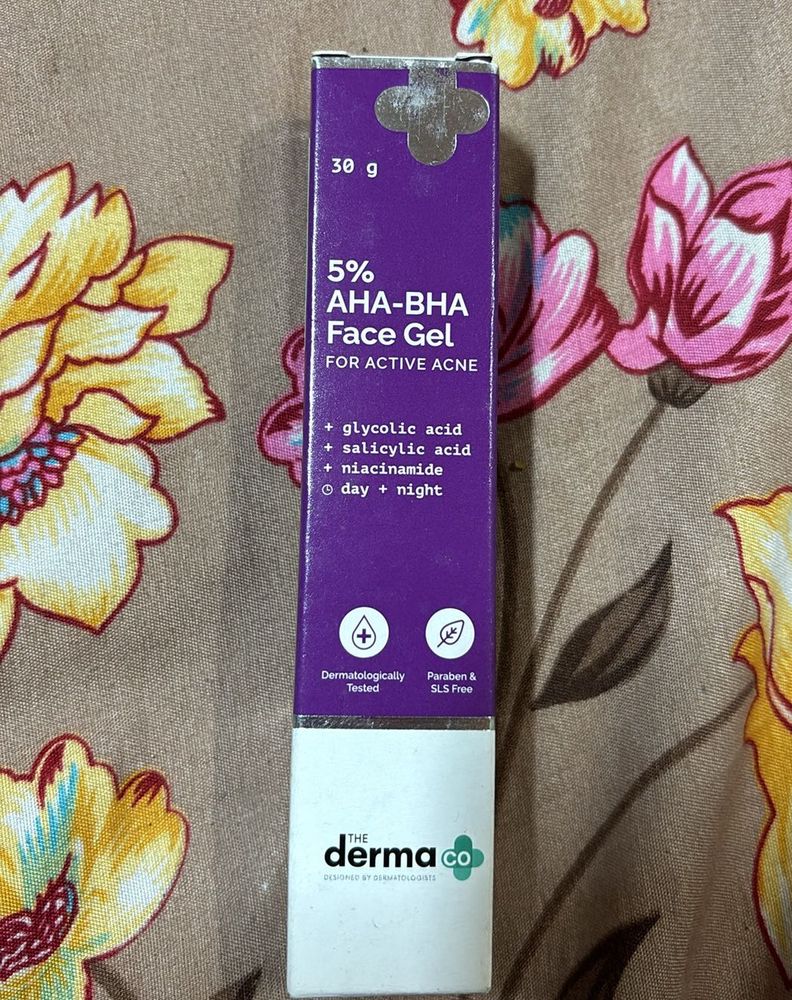 30 g
5%
AHA-BHA
Face Gel
FOR ACTIVE ACNE
+ glycolic acid
+ salicylic acid
+ niacinamide
day + night
Dermatologically
Tested
Paraben &
SLS Free
THE
derma co
DESIGNED BY DERMATOLOGISTS